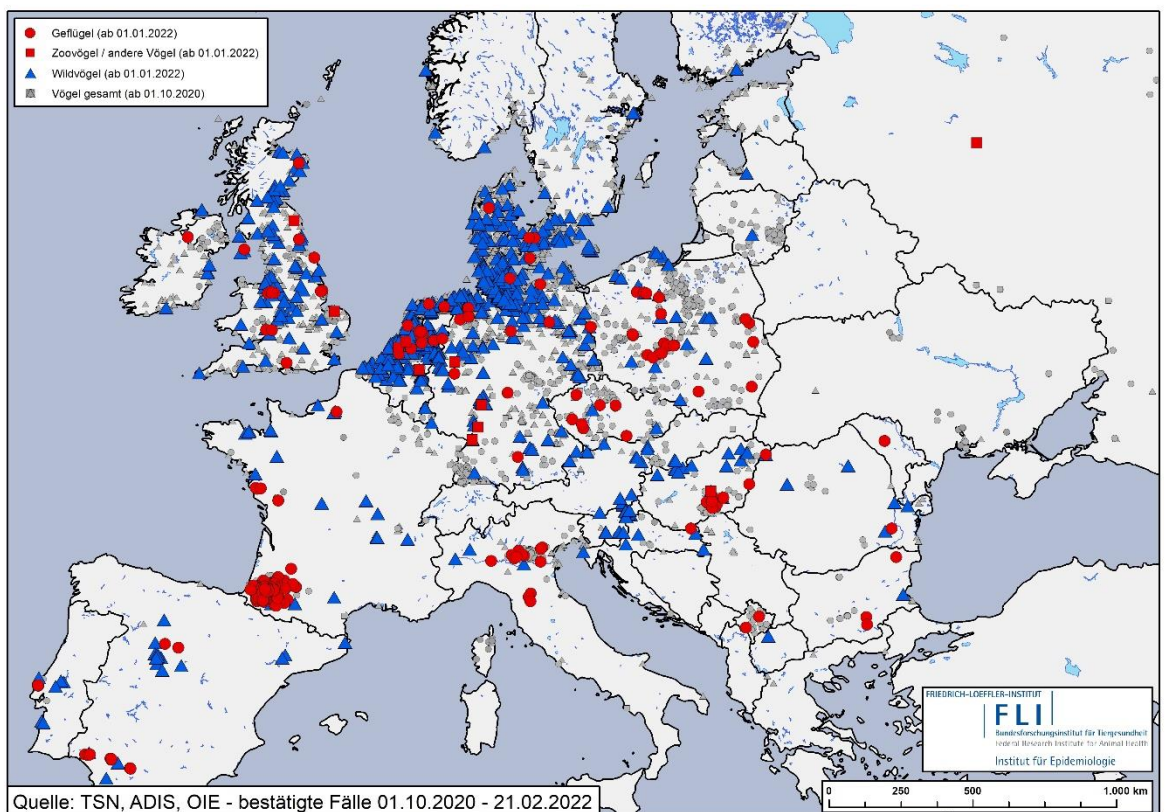 Geflügel (ab 01.01.2022)
Zoovögel / andere Vögel (ab 01.01.2022)
Wildvögel (ab 01.01.2022)
Vögel gesamt (ab 01.10.2020)
FRIEDRICH-LOEFFLER-INSTITUT
FLI
Bundesforschungsinstitut für Tiergesundheit
Federal Research Institute for Animal Health
Institut für Epidemiologie
0 250 500 1.000 km
Quelle: TSN, ADIS, OIE - bestätigte Fälle 01.10.2020 - 21.02.2022